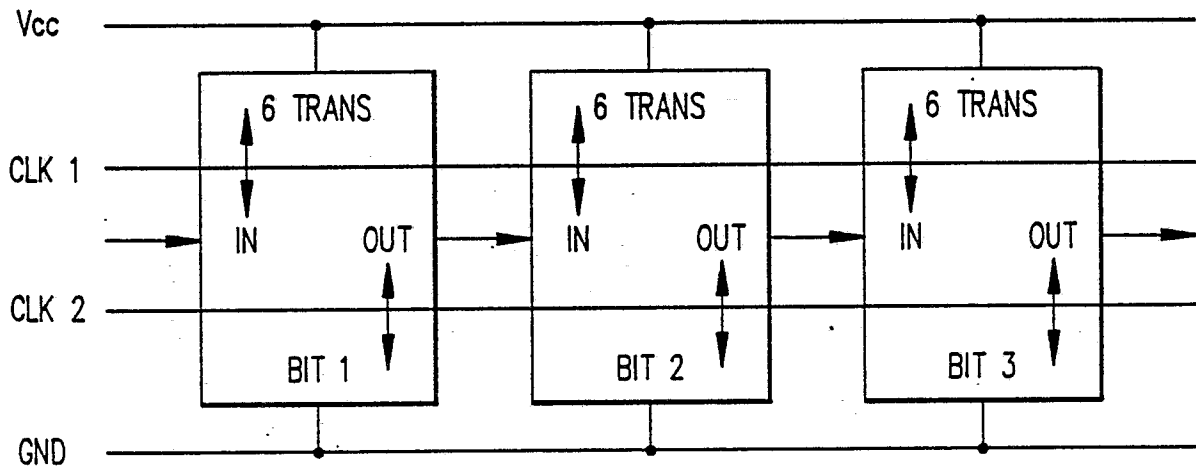 Vcc
6 TRANS 6 TRANS 6 TRANS
CLK 1
IN OUT IN OUT IN OUT
CLK 2
BIT 1 BIT 2 BIT 3
GND